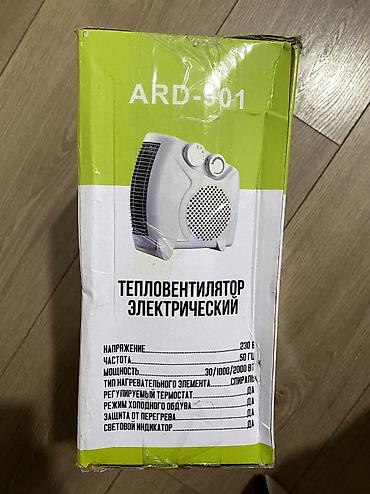 ARD-901
ТЕПЛОВЕНТИЛЯТОР
ЭЛЕКТРИЧЕСКИЙ
НАПРЯЖЕНИЕ 230 В
ЧАСТОТА 50 ГЦ
МОЩНОСТЬ 30/1000/2000 ВТ
ТИП НАГРЕВАТЕЛЬНОГО ЭЛЕМЕНТА СПИРАЛЬ
РЕГУЛИРУЕМЫЙ ТЕРМОСТАТ ДА
РЕЖИМ ХОЛОДНОГО ОБДУВА ДА
ЗАЩИТА ОТ ПЕРЕГРЕВА ДА
СВЕТОВОЙ ИНДИКАТОР ДА